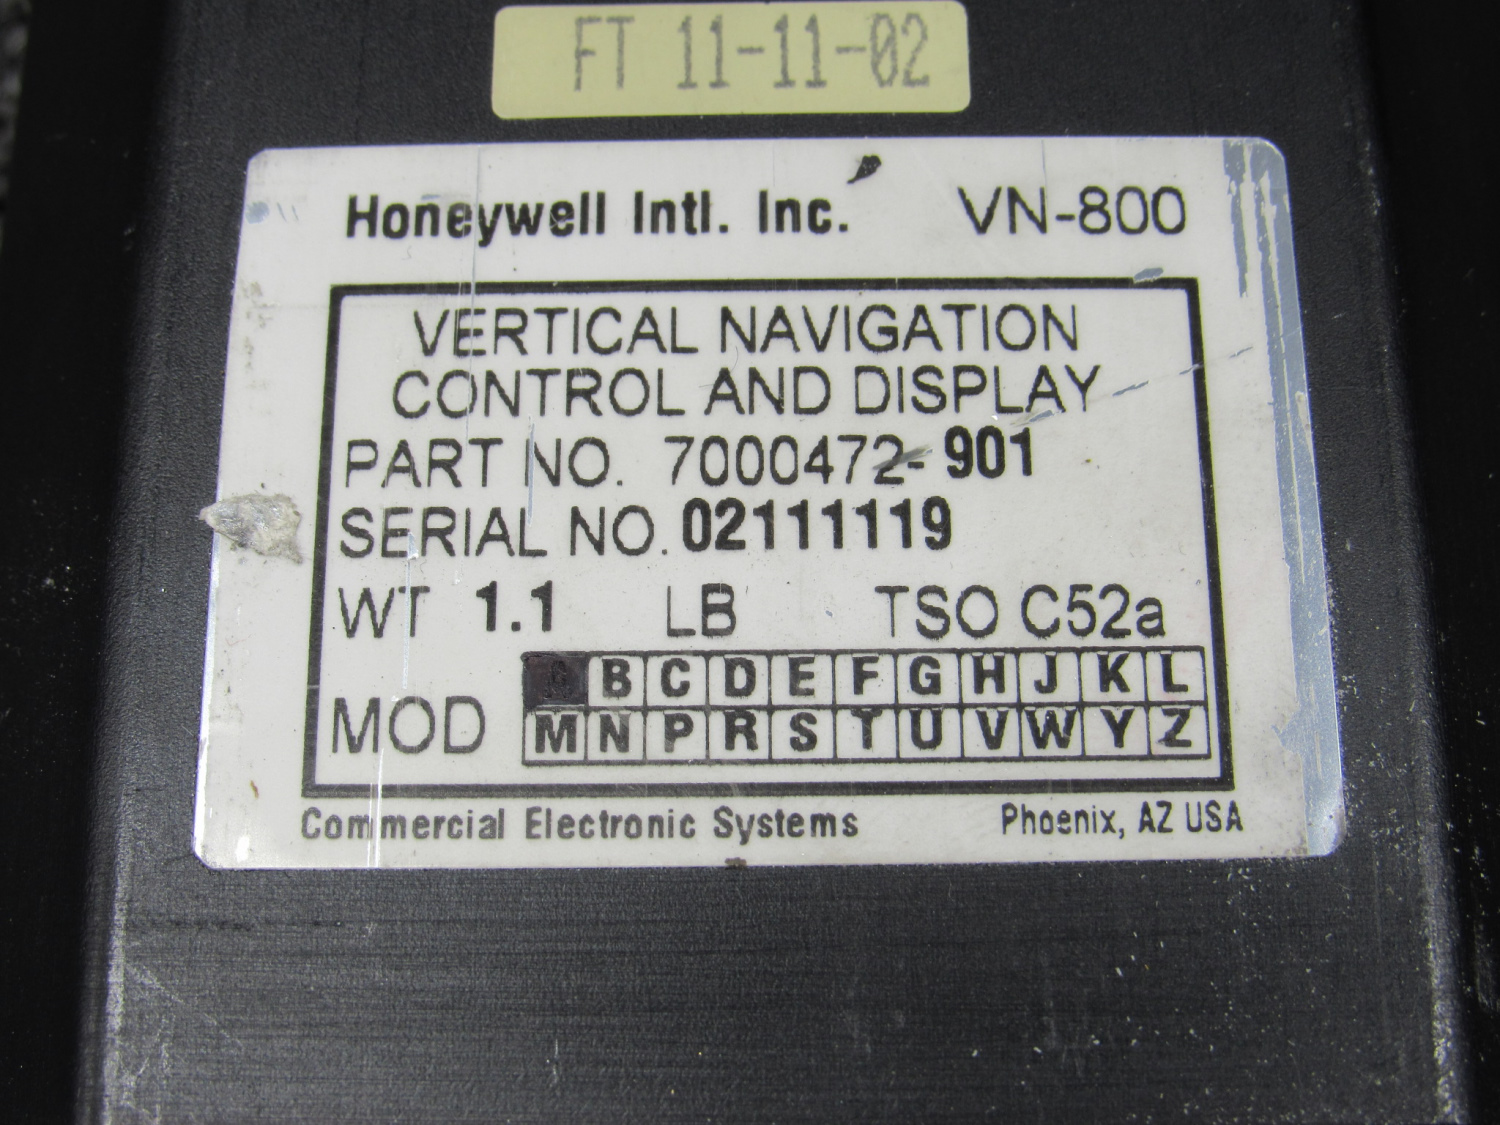 FT 11-11-02
Honeywell Intl. Inc. VN-800
VERTICAL NAVIGATION
CONTROL AND DISPLAY
PART NO. 7000472-901
SERIAL NO. 02111119
WT 1.1 LB TSO C52a
MOD A B C D E F G H J K L
M N P R S T U V W Y Z
Commercial Electronic Systems Phoenix, AZ USA